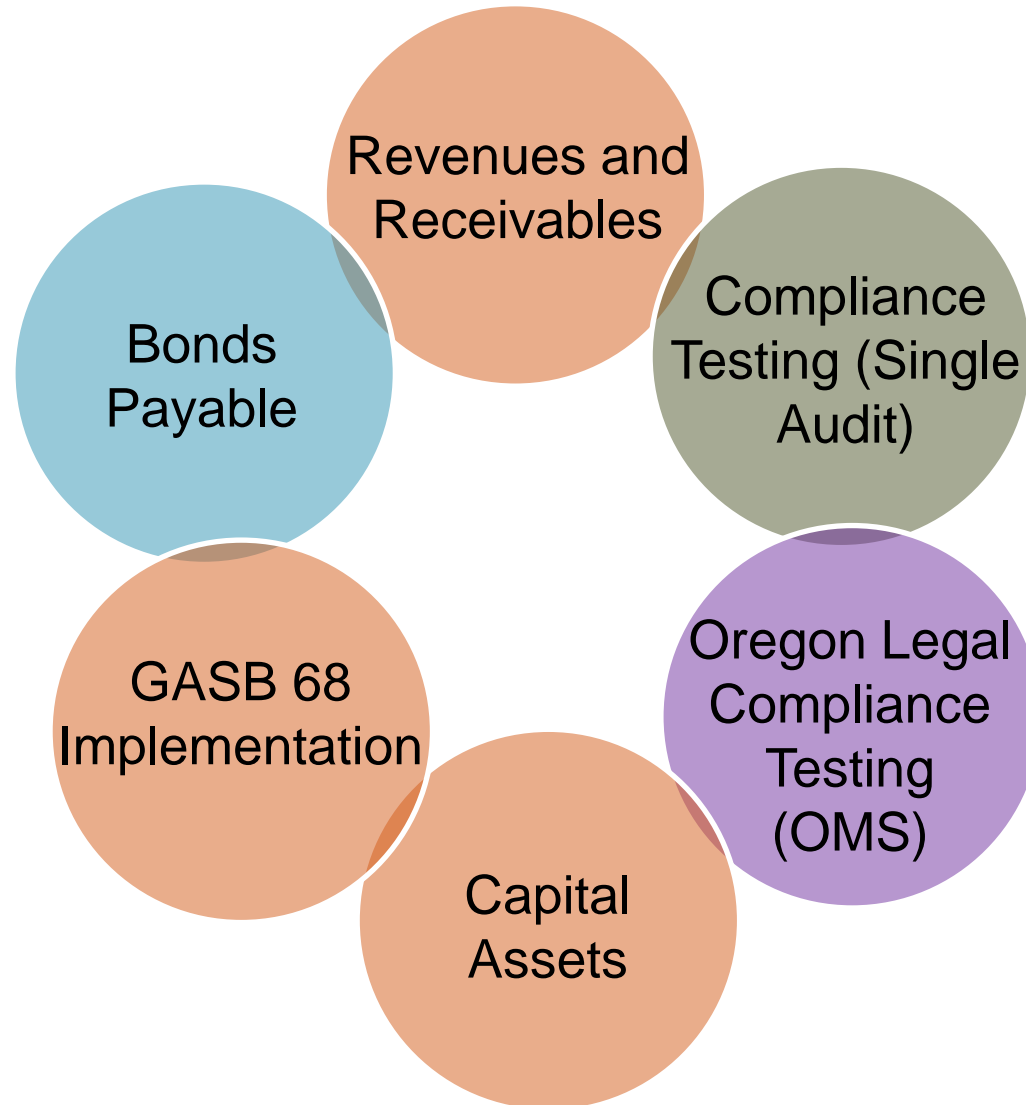 Revenues and
Receivables
Compliance
Testing (Single
Audit)
Oregon Legal
Compliance
Testing
(OMS)
Capital
Assets
GASB 68
Implementation
Bonds
Payable